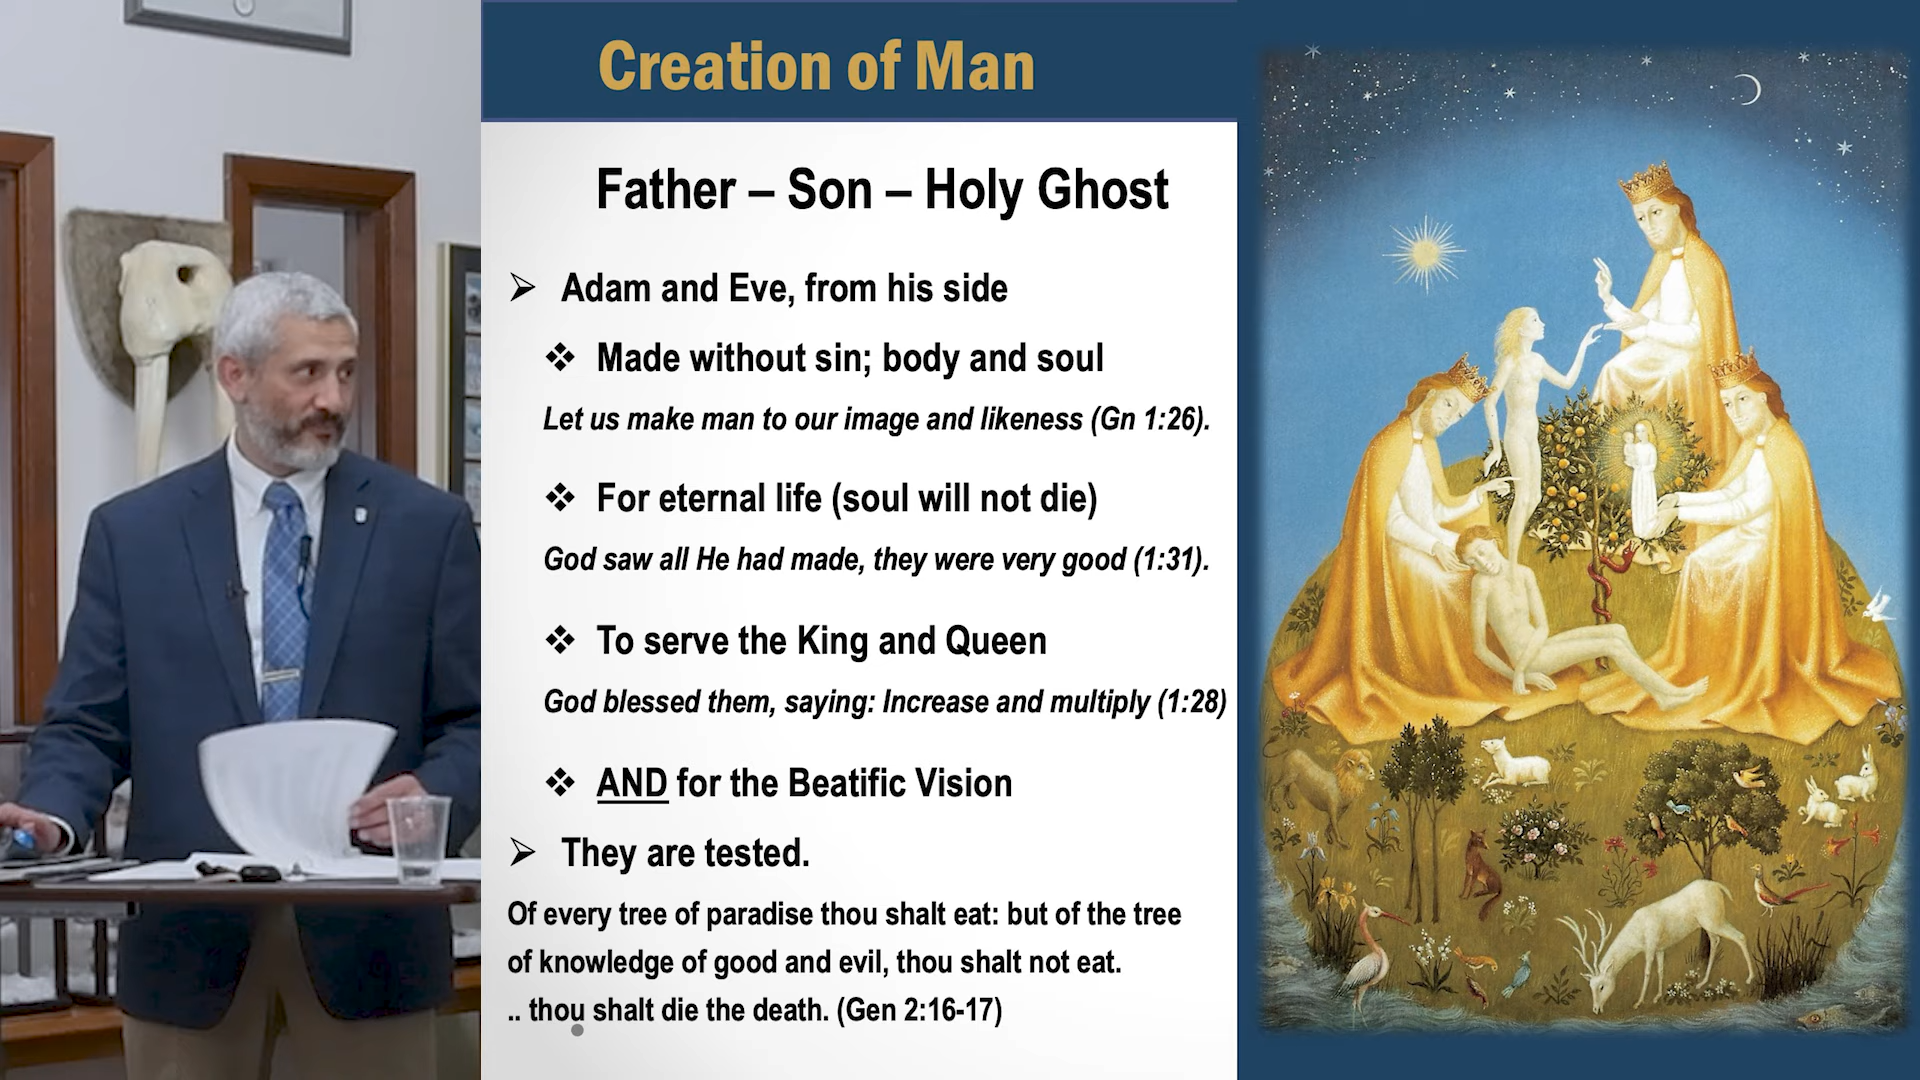 Creation of Man
Father – Son – Holy Ghost
➢ Adam and Eve, from his side
❖ Made without sin; body and soul
Let us make man to our image and likeness (Gn 1:26).
❖ For eternal life (soul will not die)
God saw all He had made, they were very good (1:31).
❖ To serve the King and Queen
God blessed them, saying: Increase and multiply (1:28)
❖ AND for the Beatific Vision
➢ They are tested.
Of every tree of paradise thou shalt eat: but of the tree
of knowledge of good and evil, thou shalt not eat.
.. thou shalt die the death. (Gen 2:16-17)